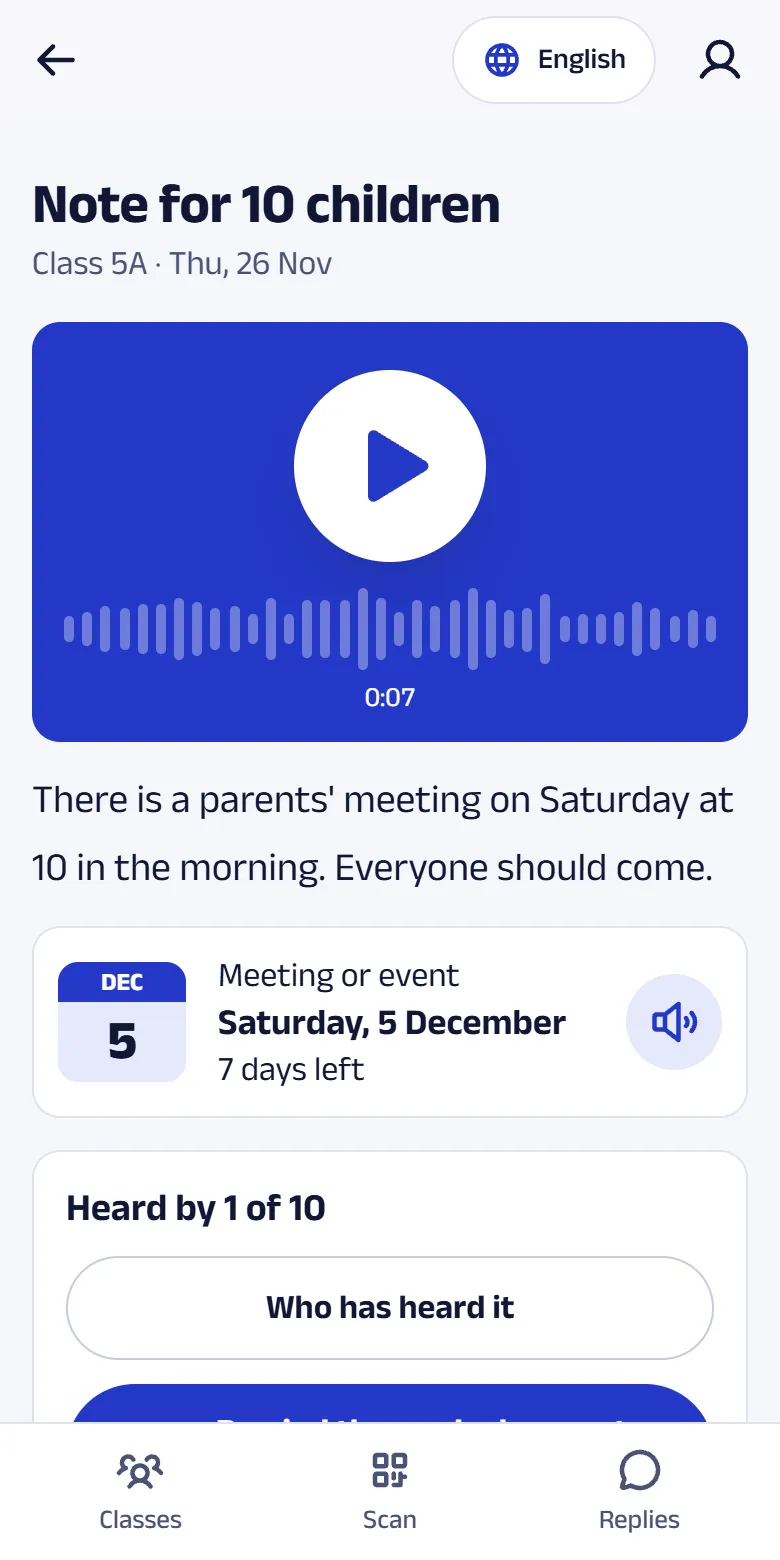 English
Note for 10 children
Class 5A · Thu, 26 Nov
0:07
There is a parents' meeting on Saturday at
10 in the morning. Everyone should come.
DEC
5
Meeting or event
Saturday, 5 December
7 days left
Heard by 1 of 10
Who has heard it
Classes
Scan
Replies